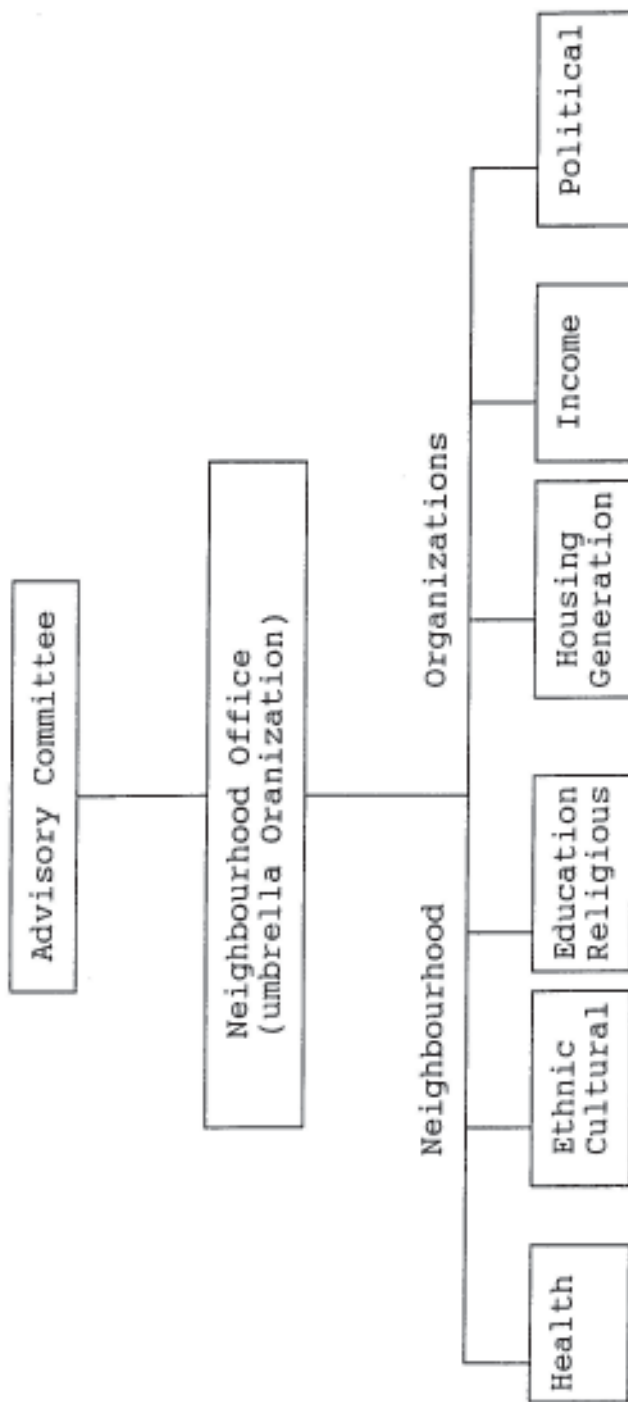 Advisory Committee
Neighbourhood Office
(umbrella Oranization)
Neighbourhood Organizations
Health
Ethnic
Cultural
Education
Religious
Housing
Generation
Income
Political